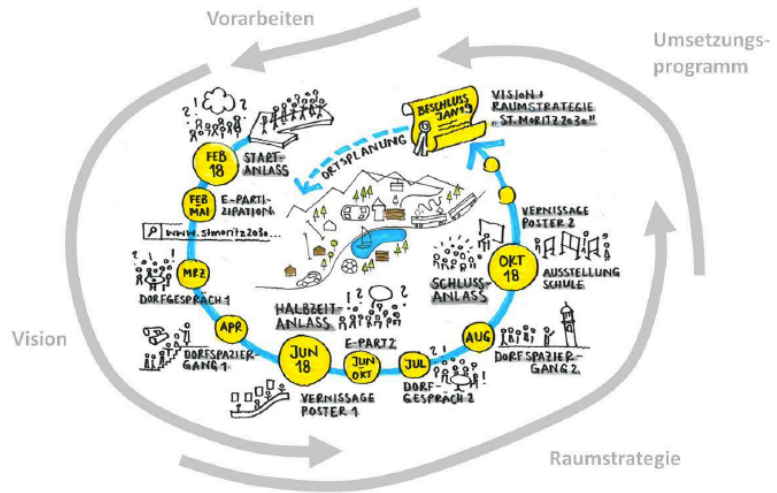 Vorarbeiten
Umsetzungs-
programm
Vision
Raumstrategie
FEB
18
START-
ANLASS
FEB
MAI
E-PARTI-
ZIPATION
www.stmoritz2030...
MRZ
DORFGESPRÄCH 1
APR
DORFSPAZIER-
GANG 1
JUN
18
HALBZEIT-
ANLASS
VERNISSAGE
POSTER 1
E-PART 2
JUN
OKT
JUL
DORF-
GESPRÄCH 2
AUG
DORFSPAZIER-
GANG 2
OKT
18
SCHLUSS-
ANLASS
VERNISSAGE
POSTER 2
AUSSTELLUNG
SCHULE
BESCHLUSS
JAN 19
VISION +
RAUMSTRATEGIE
„ST.MORITZ 2030"
ORTSPLANUNG